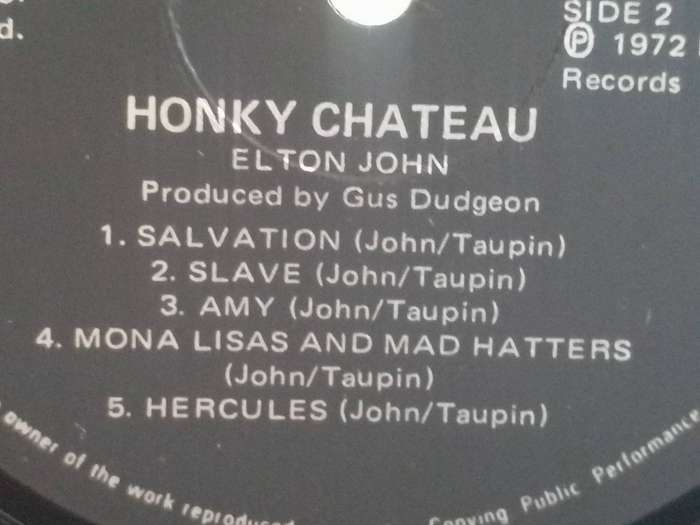 d.
SIDE 2
Ⓟ 1972
Records
HONKY CHATEAU
ELTON JOHN
Produced by Gus Dudgeon
1. SALVATION (John/Taupin)
2. SLAVE (John/Taupin)
3. AMY (John/Taupin)
4. MONA LISAS AND MAD HATTERS
(John/Taupin)
5. HERCULES (John/Taupin)
owner of the work reproduced
Copying Public Performance